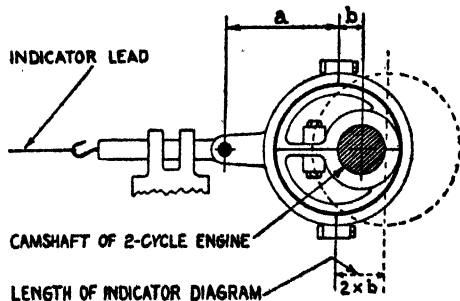 a
b
INDICATOR LEAD
CAMSHAFT OF 2-CYCLE ENGINE
LENGTH OF INDICATOR DIAGRAM
2 × b